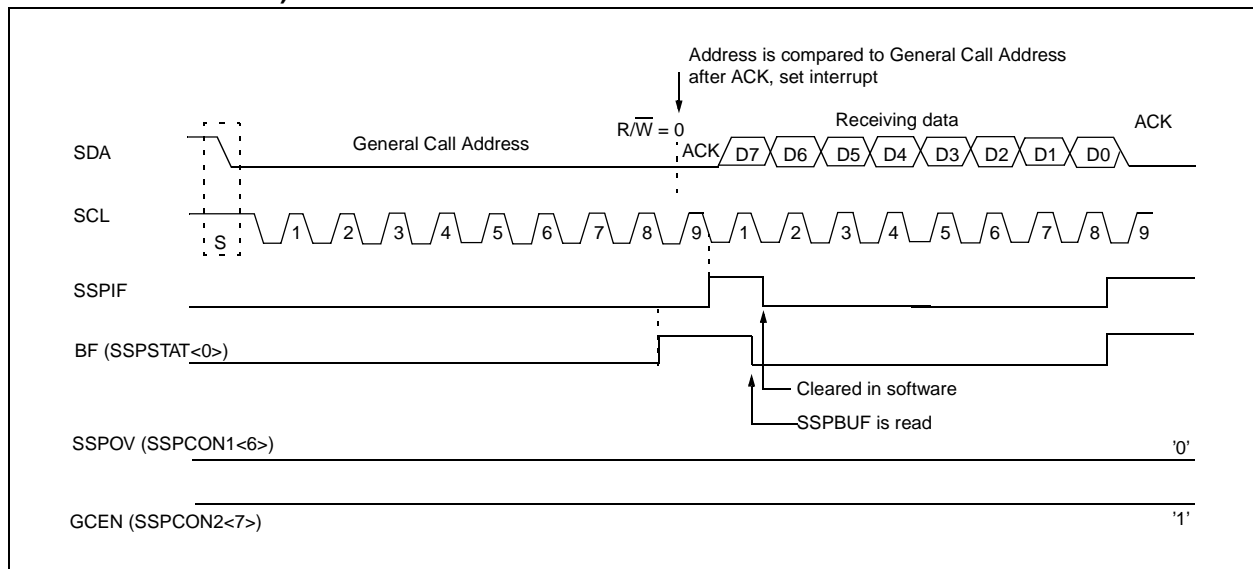 Address is compared to General Call Address
after ACK, set interrupt
R/W = 0
Receiving data
ACK
SDA
General Call Address
ACK
D7 D6 D5 D4 D3 D2 D1 D0
SCL
S
1 2 3 4 5 6 7 8 9 1 2 3 4 5 6 7 8 9
SSPIF
BF (SSPSTAT<0>)
Cleared in software
SSPBUF is read
SSPOV (SSPCON1<6>)
'0'
GCEN (SSPCON2<7>)
'1'